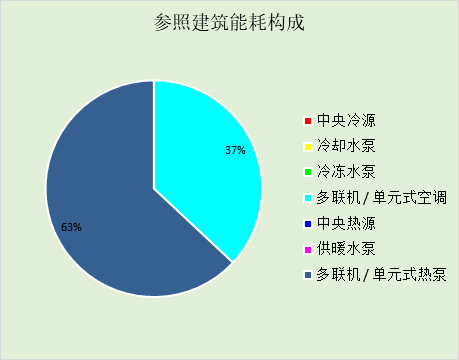 参照建筑能耗构成
37%
63%
中央冷源
冷却水泵
冷冻水泵
多联机/单元式空调
中央热源
供暖水泵
多联机/单元式热泵